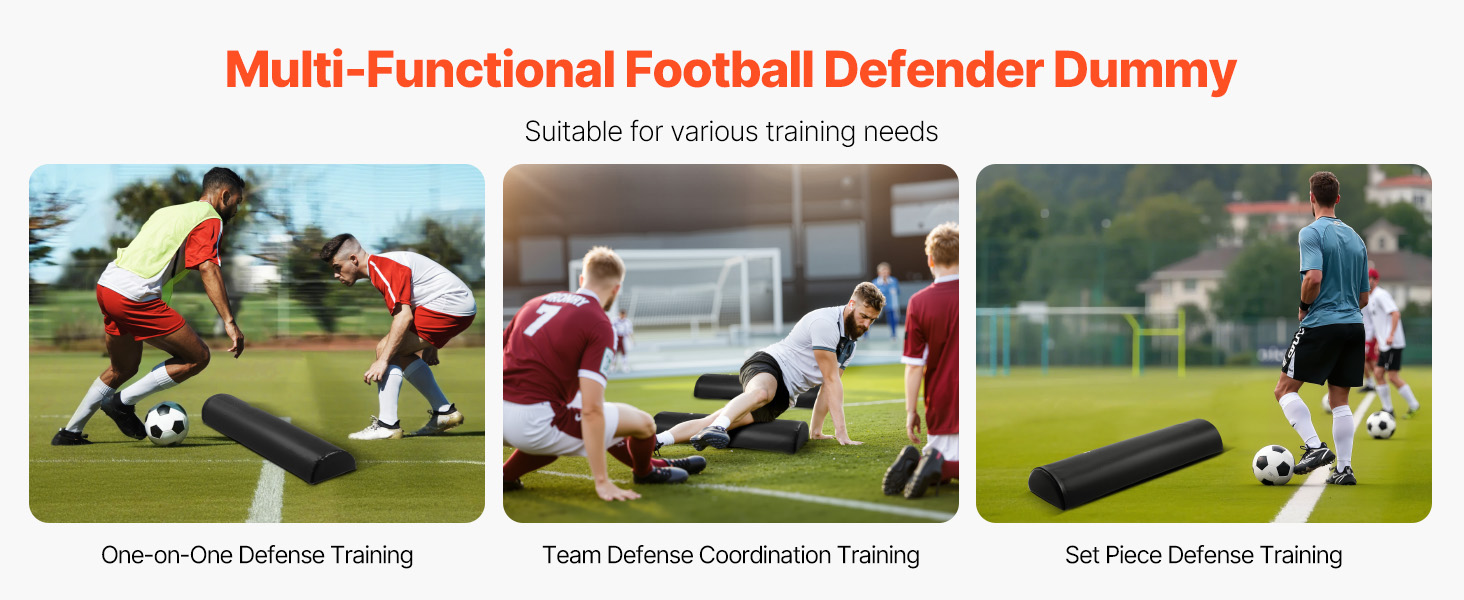 Multi-Functional Football Defender Dummy
Suitable for various training needs
7
One-on-One Defense Training
Team Defense Coordination Training
Set Piece Defense Training